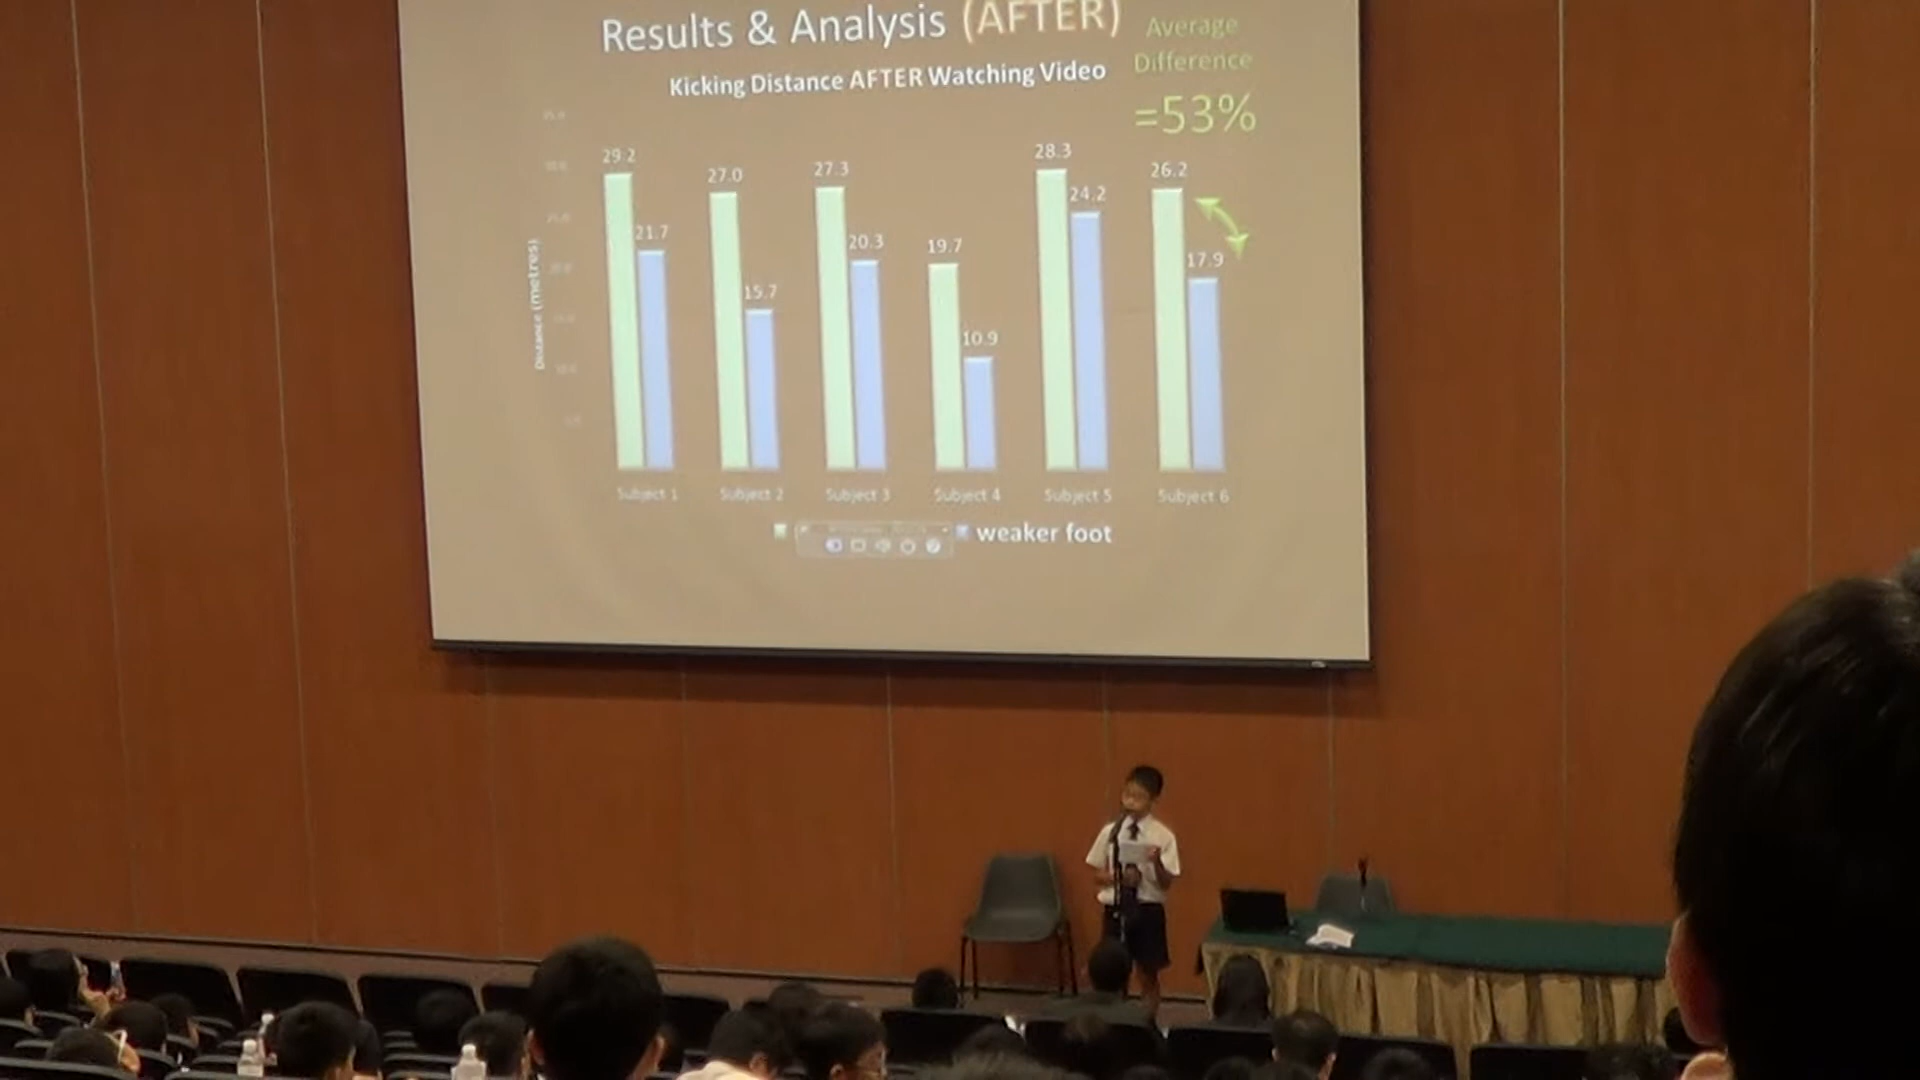 Results & Analysis (AFTER)
Average
Difference
=53%
Kicking Distance AFTER Watching Video
Distance (metres)
29.2
21.7
27.0
15.7
27.3
20.3
19.7
10.9
28.3
24.2
26.2
17.9
Subject 1
Subject 2
Subject 3
Subject 4
Subject 5
Subject 6
weaker foot